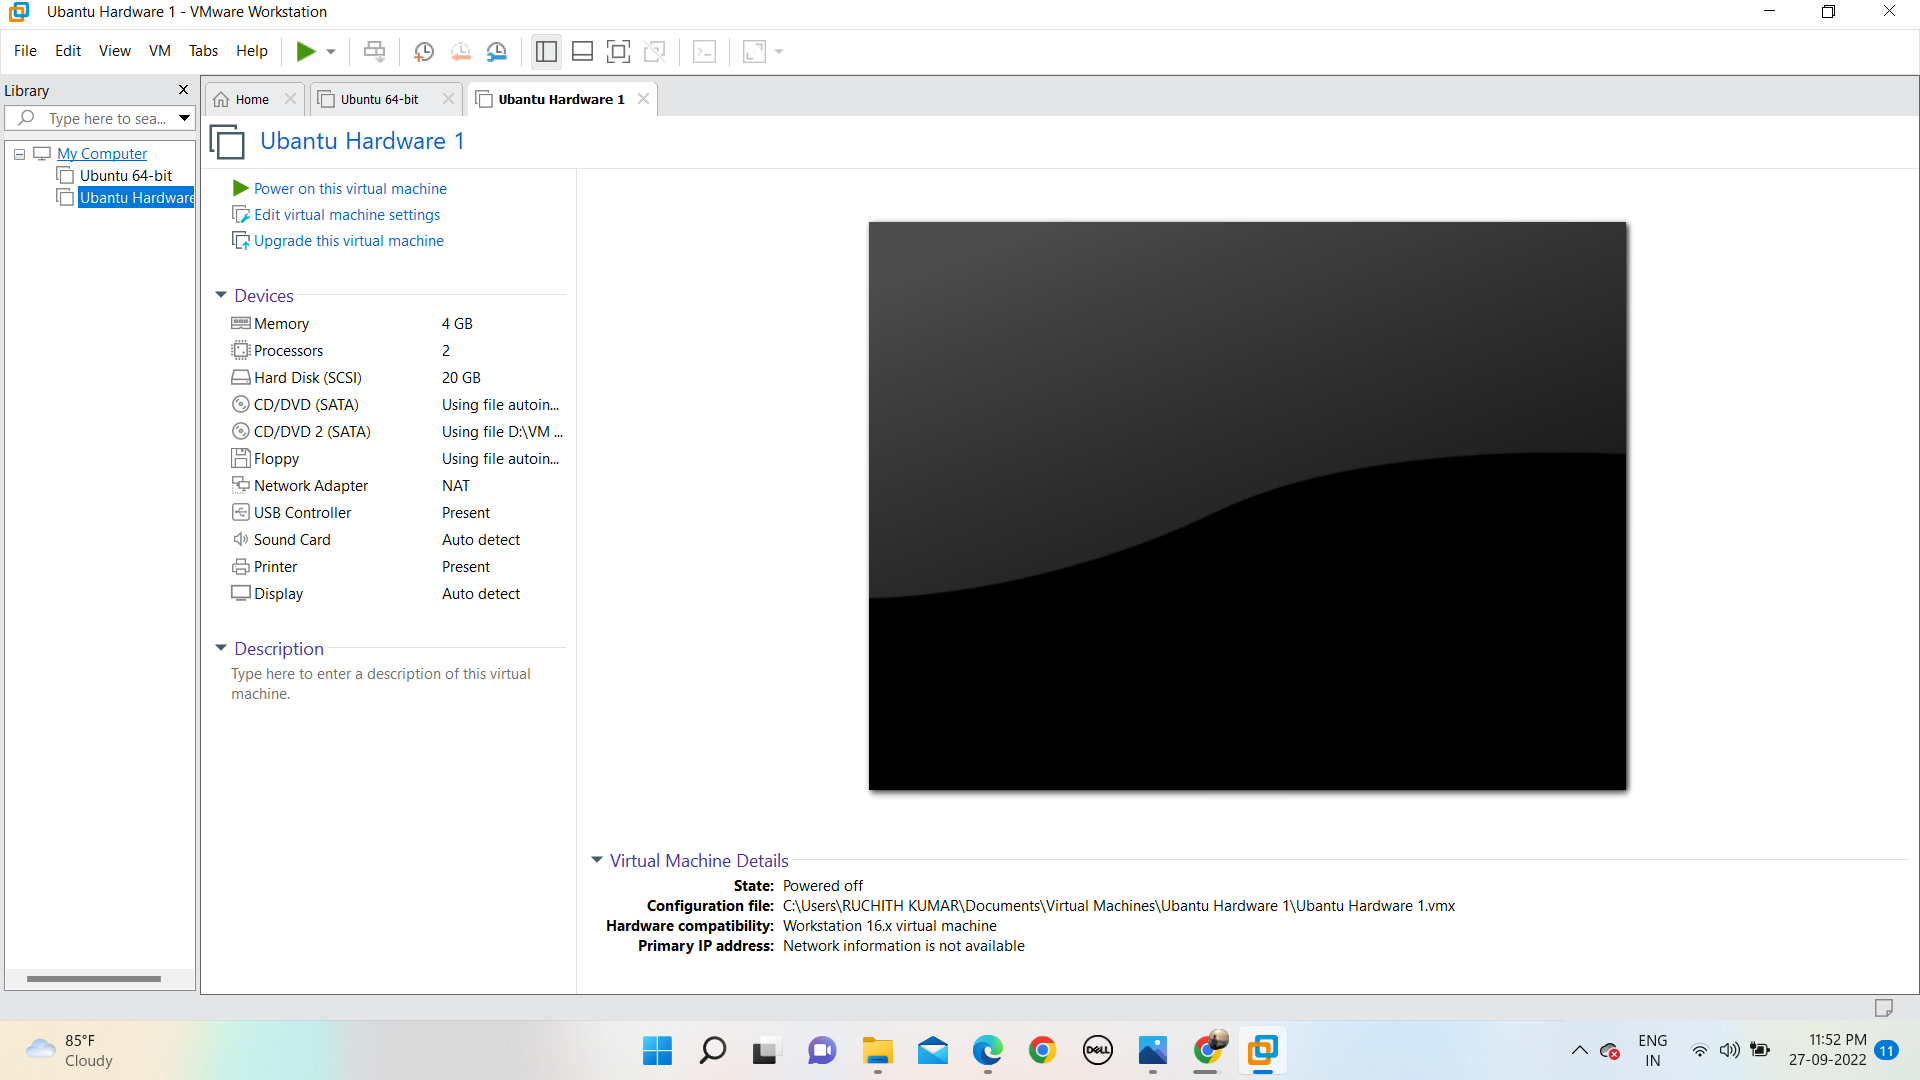 Ubantu Hardware 1 - VMware Workstation
File Edit View VM Tabs Help
Library
Type here to sea...
My Computer
Ubuntu 64-bit
Ubantu Hardware
Home
Ubuntu 64-bit
Ubantu Hardware 1
Ubantu Hardware 1
Power on this virtual machine
Edit virtual machine settings
Upgrade this virtual machine
Devices
Memory 4 GB
Processors 2
Hard Disk (SCSI) 20 GB
CD/DVD (SATA) Using file autoin...
CD/DVD 2 (SATA) Using file D:\VM ...
Floppy Using file autoin...
Network Adapter NAT
USB Controller Present
Sound Card Auto detect
Printer Present
Display Auto detect
Description
Type here to enter a description of this virtual
machine.
Virtual Machine Details
State: Powered off
Configuration file: C:\Users\RUCHITH KUMAR\Documents\Virtual Machines\Ubantu Hardware 1\Ubantu Hardware 1.vmx
Hardware compatibility: Workstation 16.x virtual machine
Primary IP address: Network information is not available
85°F
Cloudy
DELL
ENG
IN
11:52 PM
27-09-2022
11